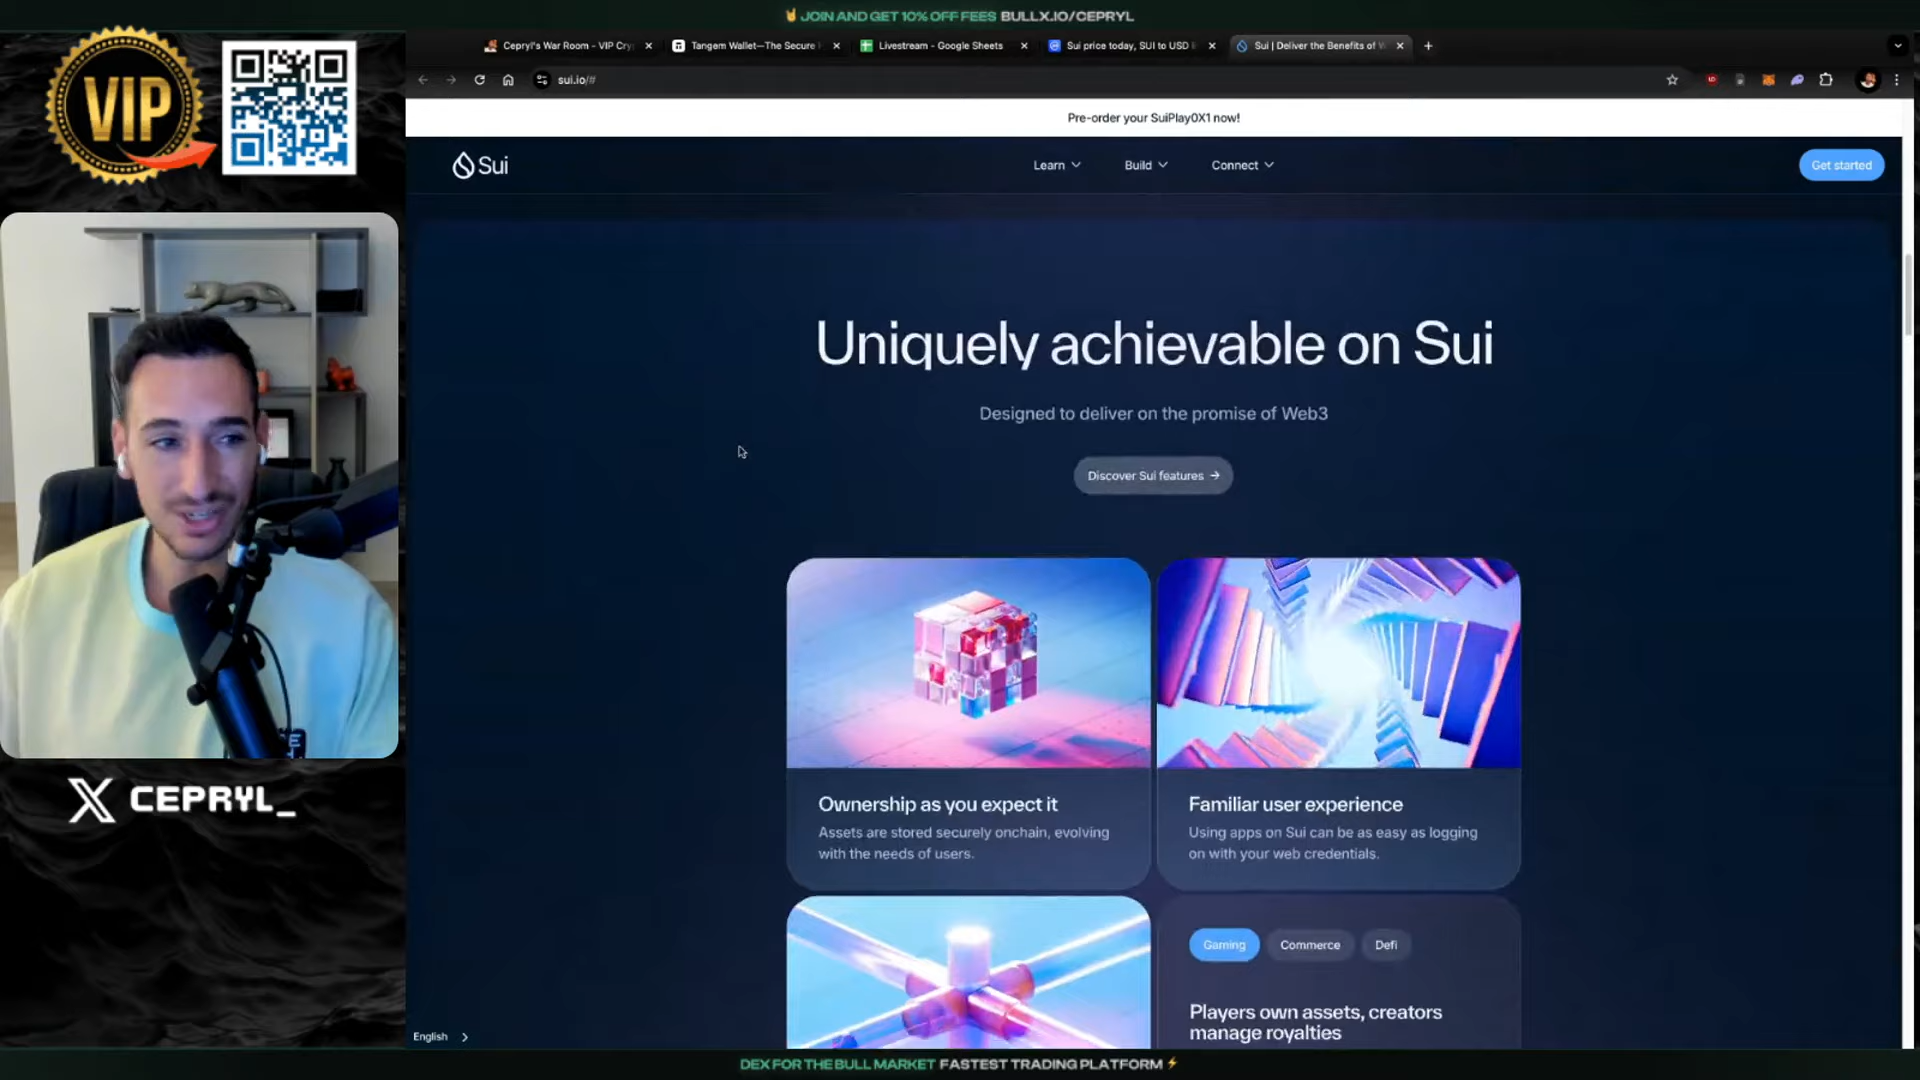 JOIN AND GET 10% OFF FEES BULLX.IO/CEPRYL
VIP
Cepryl's War Room - VIP Cry
Tangem Wallet—The Secure
Livestream - Google Sheets
Sui price today, SUI to USD
Sui | Deliver the Benefits of W
sui.io/#
Pre-order your SuiPlay0X1 now!
Sui
Learn
Build
Connect
Get started
Uniquely achievable on Sui
Designed to deliver on the promise of Web3
Discover Sui features →
Ownership as you expect it
Assets are stored securely onchain, evolving
with the needs of users.
Familiar user experience
Using apps on Sui can be as easy as logging
on with your web credentials.
Gaming
Commerce
Defi
Players own assets, creators
manage royalties
X CEPRYL_
English
DEX FOR THE BULL MARKET FASTEST TRADING PLATFORM